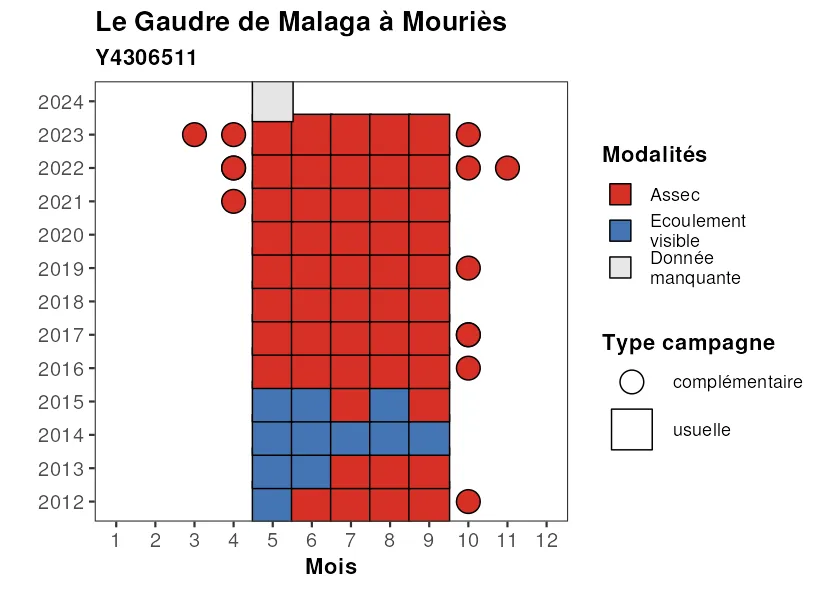 Le Gaudre de Malaga à Mouriès
Y4306511
2024
2023
2022
2021
2020
2019
2018
2017
2016
2015
2014
2013
2012
1 2 3 4 5 6 7 8 9 10 11 12
Mois
Modalités
Assec
Ecoulement
visible
Donnée
manquante
Type campagne
complémentaire
usuelle